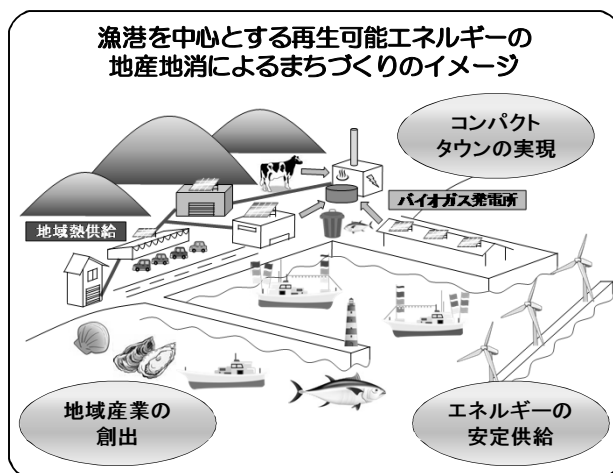 漁港を中心とする再生可能エネルギーの
地産地消によるまちづくりのイメージ
コンパクト
タウンの実現
バイオガス発電所
地域熱供給
地域産業の
創出
エネルギーの
安定供給